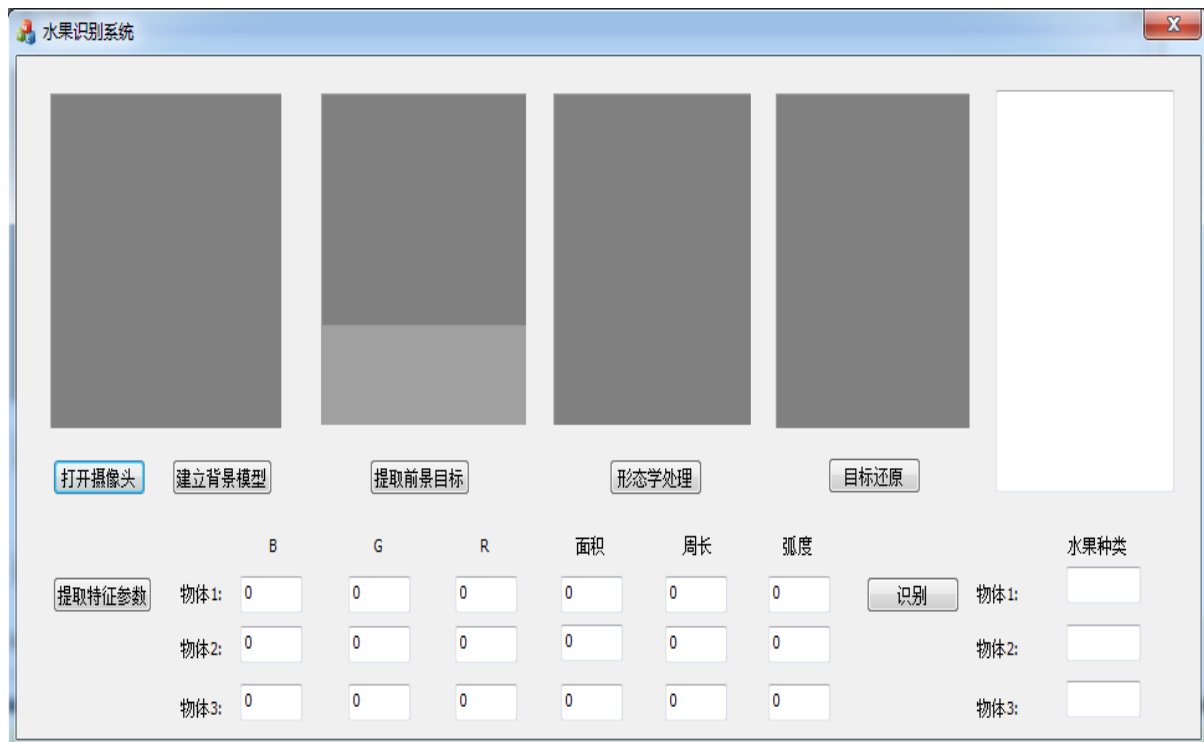 水果识别系统
打开摄像头 建立背景模型 提取前景目标 形态学处理 目标还原
B G R 面积 周长 弧度 水果种类
提取特征参数 物体1: 0 0 0 0 0 0 识别 物体1:
物体2: 0 0 0 0 0 0 物体2:
物体3: 0 0 0 0 0 0 物体3: